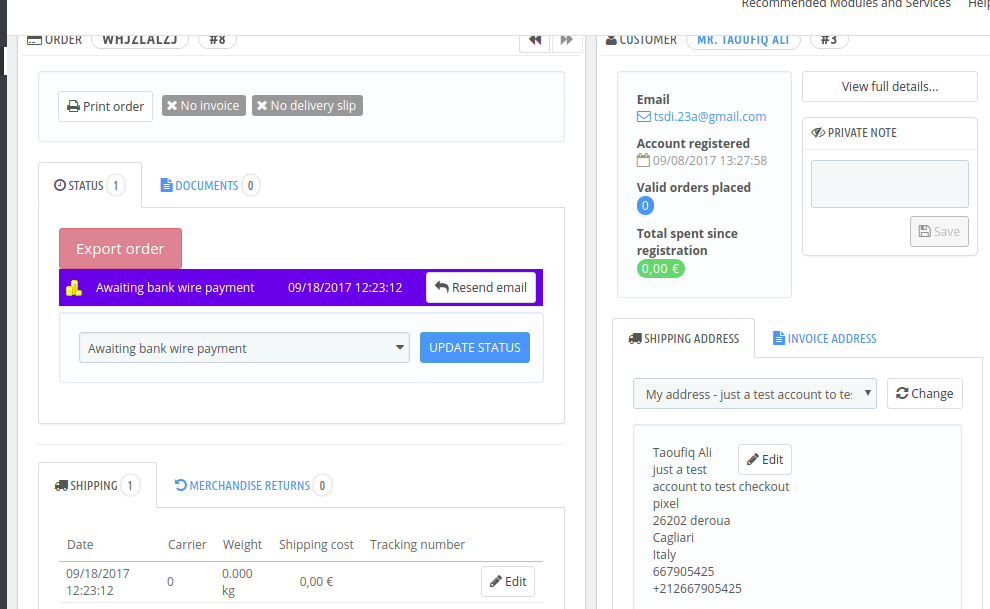 Recommended Modules and Services
ORDER WHJZLALZJ #8
CUSTOMER MR. TAOUFIQ ALI #3
Print order
No invoice
No delivery slip
STATUS 1
DOCUMENTS 0
Export order
Awaiting bank wire payment 09/18/2017 12:23:12 Resend email
Awaiting bank wire payment UPDATE STATUS
SHIPPING 1
MERCHANDISE RETURNS 0
Date Carrier Weight Shipping cost Tracking number
09/18/2017 12:23:12 0 0.000 kg 0,00 € Edit
Email
tsdi.23a@gmail.com
Account registered
09/08/2017 13:27:58
Valid orders placed
0
Total spent since
registration
0,00 €
View full details...
PRIVATE NOTE
Save
SHIPPING ADDRESS
INVOICE ADDRESS
My address - just a test account to te
Change
Taoufiq Ali
Edit
just a test
account to test checkout
pixel
26202 deroua
Cagliari
Italy
667905425
+212667905425